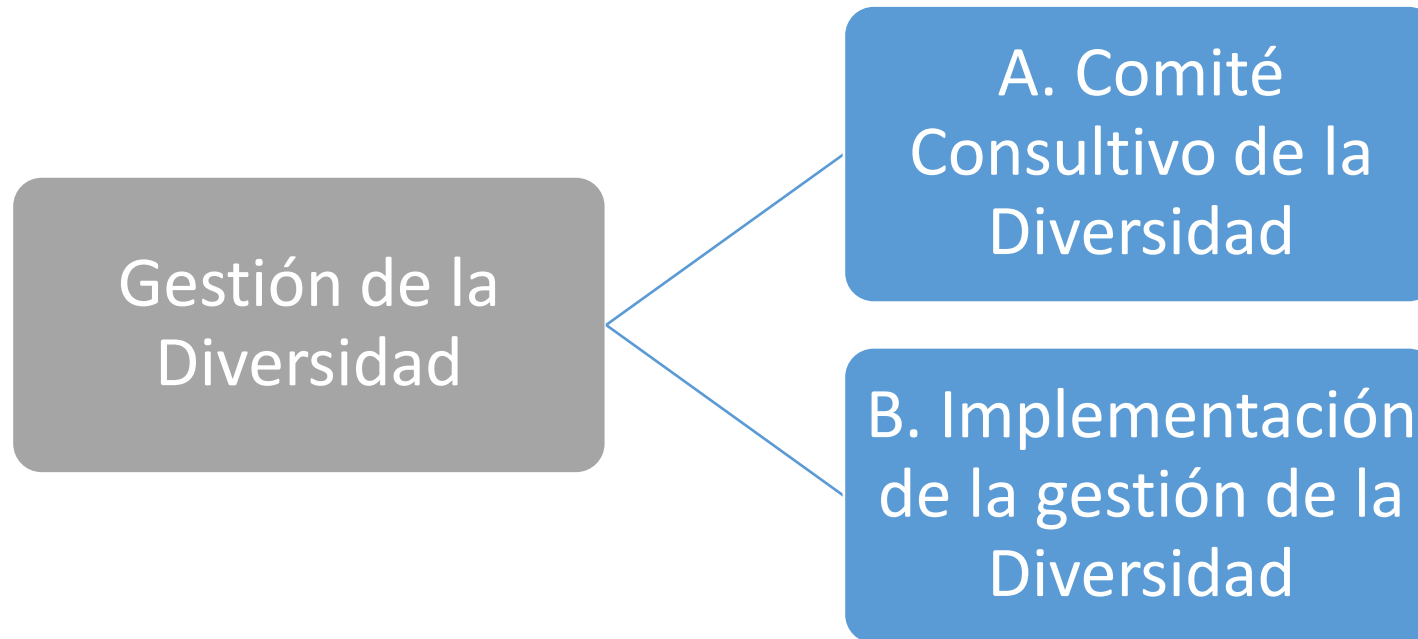 Gestión de la
Diversidad
A. Comité
Consultivo de la
Diversidad
B. Implementación
de la gestión de la
Diversidad